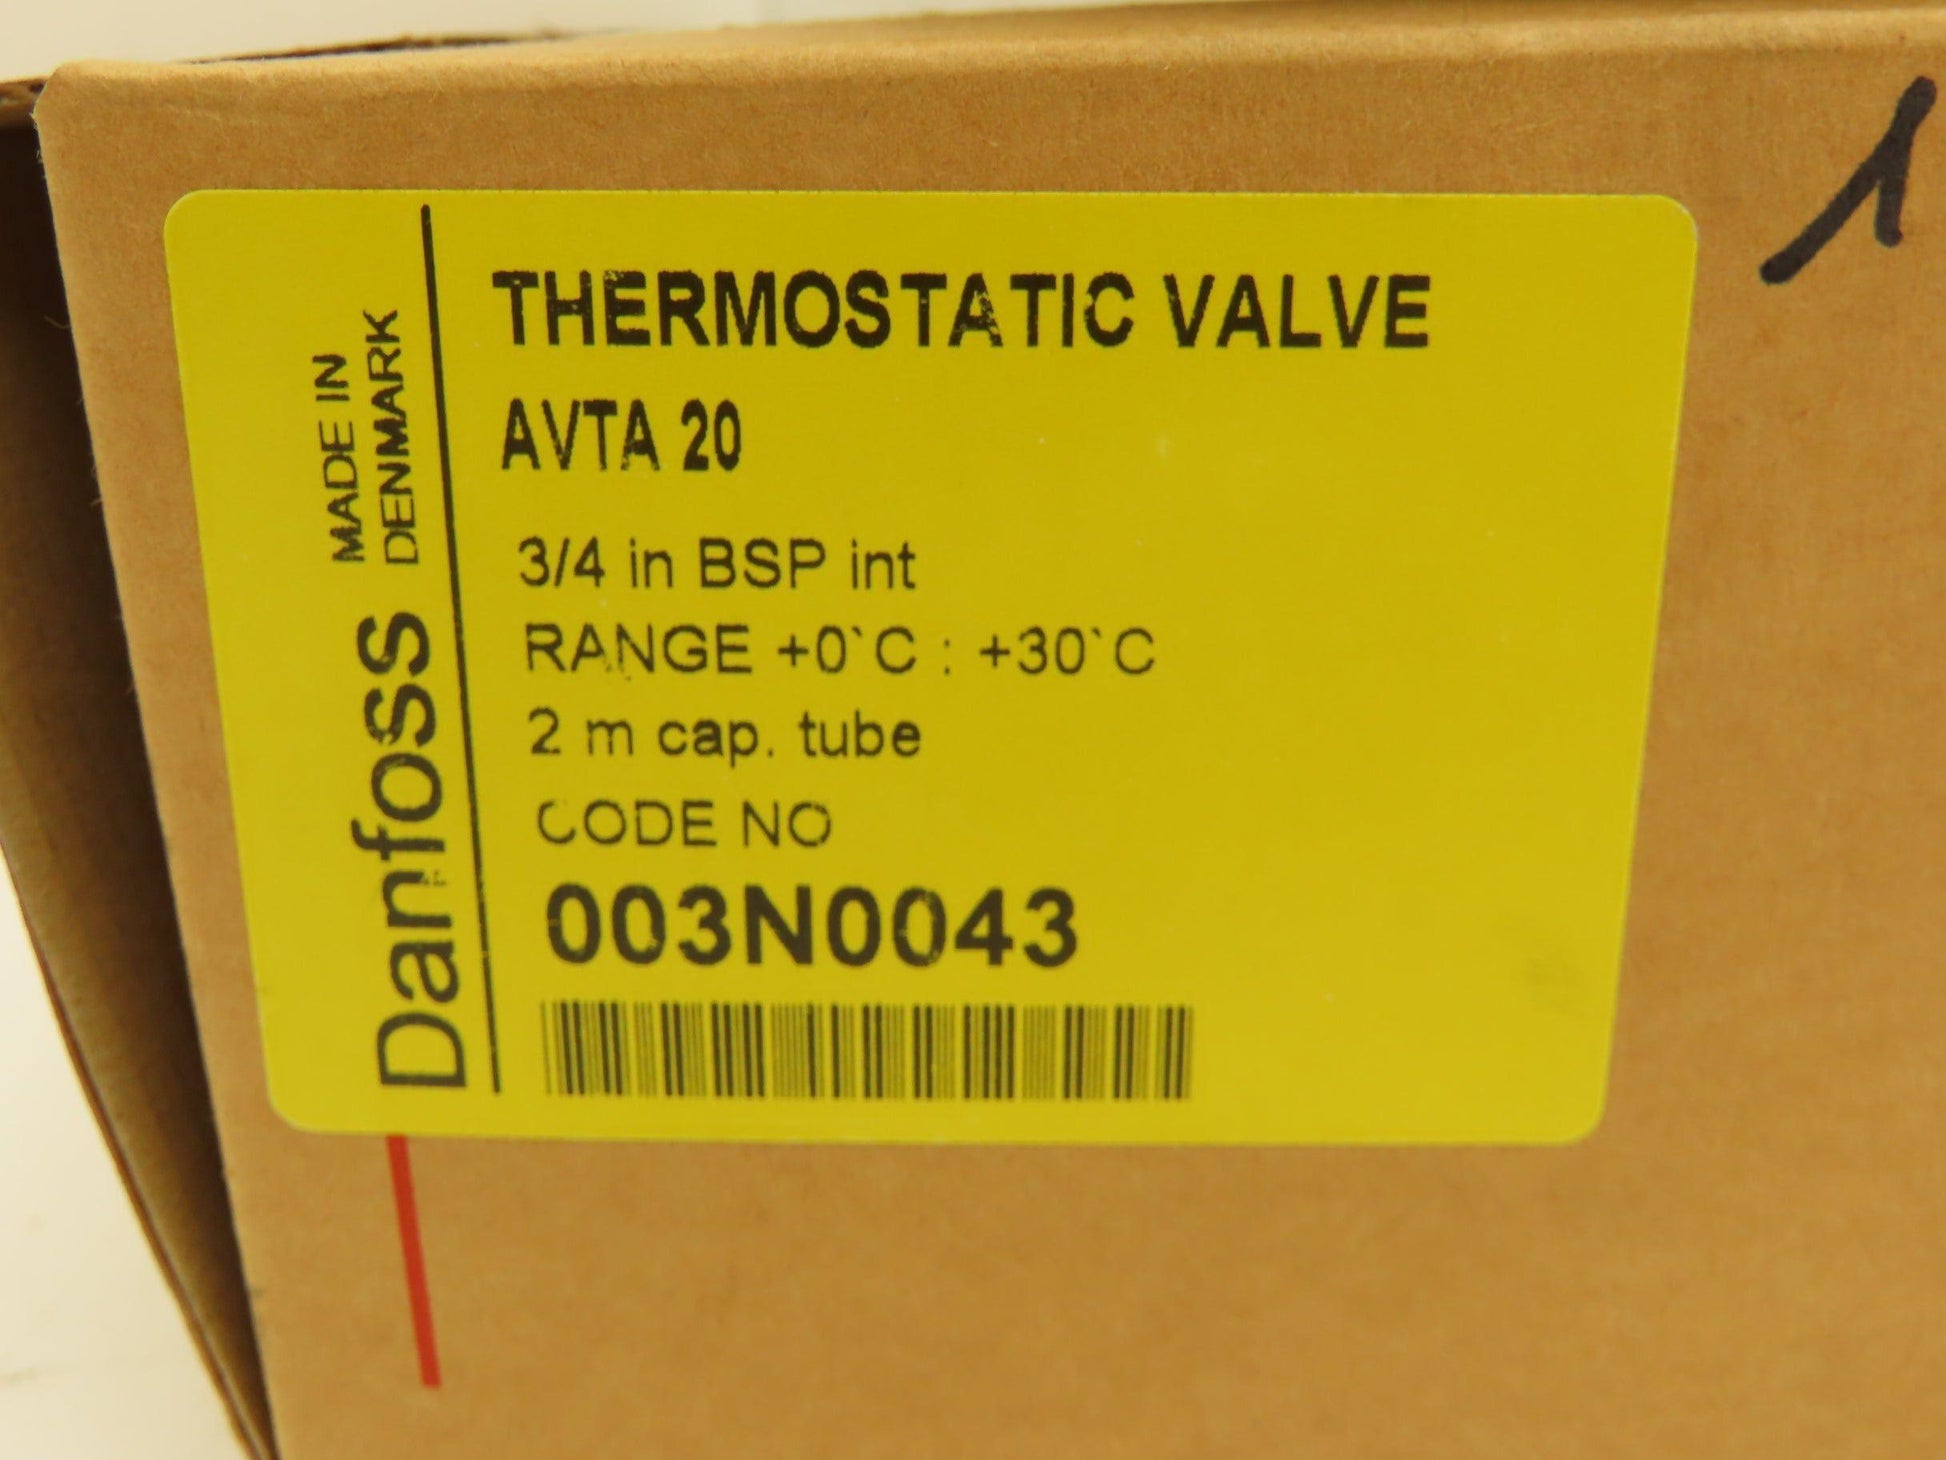 THERMOSTATIC VALVE
AVTA 20
3/4 in BSP int
RANGE +0`C : +30`C
2 m cap. tube
CODE NO
003N0043
MADE IN
DENMARK
Danfoss
1